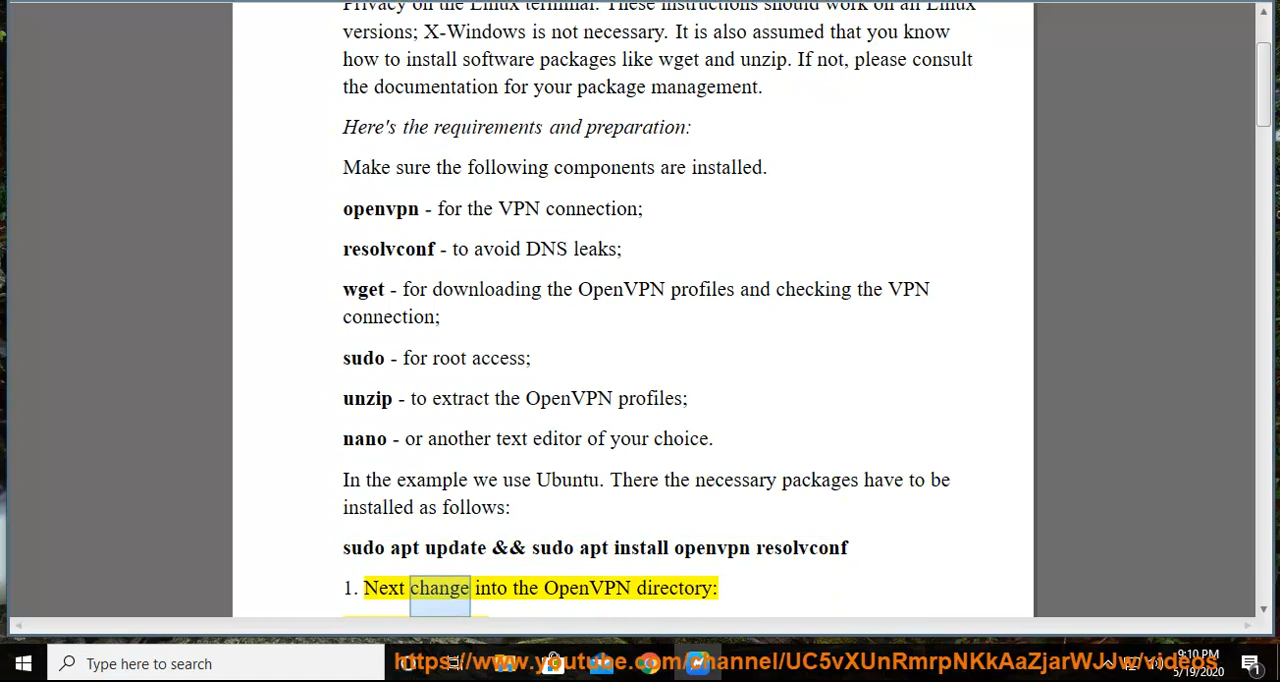 Privacy on the Linux terminal. These instructions should work on all Linux
versions; X-Windows is not necessary. It is also assumed that you know
how to install software packages like wget and unzip. If not, please consult
the documentation for your package management.
Here's the requirements and preparation:
Make sure the following components are installed.
openvpn - for the VPN connection;
resolvconf - to avoid DNS leaks;
wget - for downloading the OpenVPN profiles and checking the VPN
connection;
sudo - for root access;
unzip - to extract the OpenVPN profiles;
nano - or another text editor of your choice.
In the example we use Ubuntu. There the necessary packages have to be
installed as follows:
sudo apt update && sudo apt install openvpn resolvconf
1. Next change into the OpenVPN directory:
Type here to search
https://www.youtube.com/channel/UC5vXUnRmrpNKkAaZjarWJJw/videos
9:10 PM
5/19/2020
1